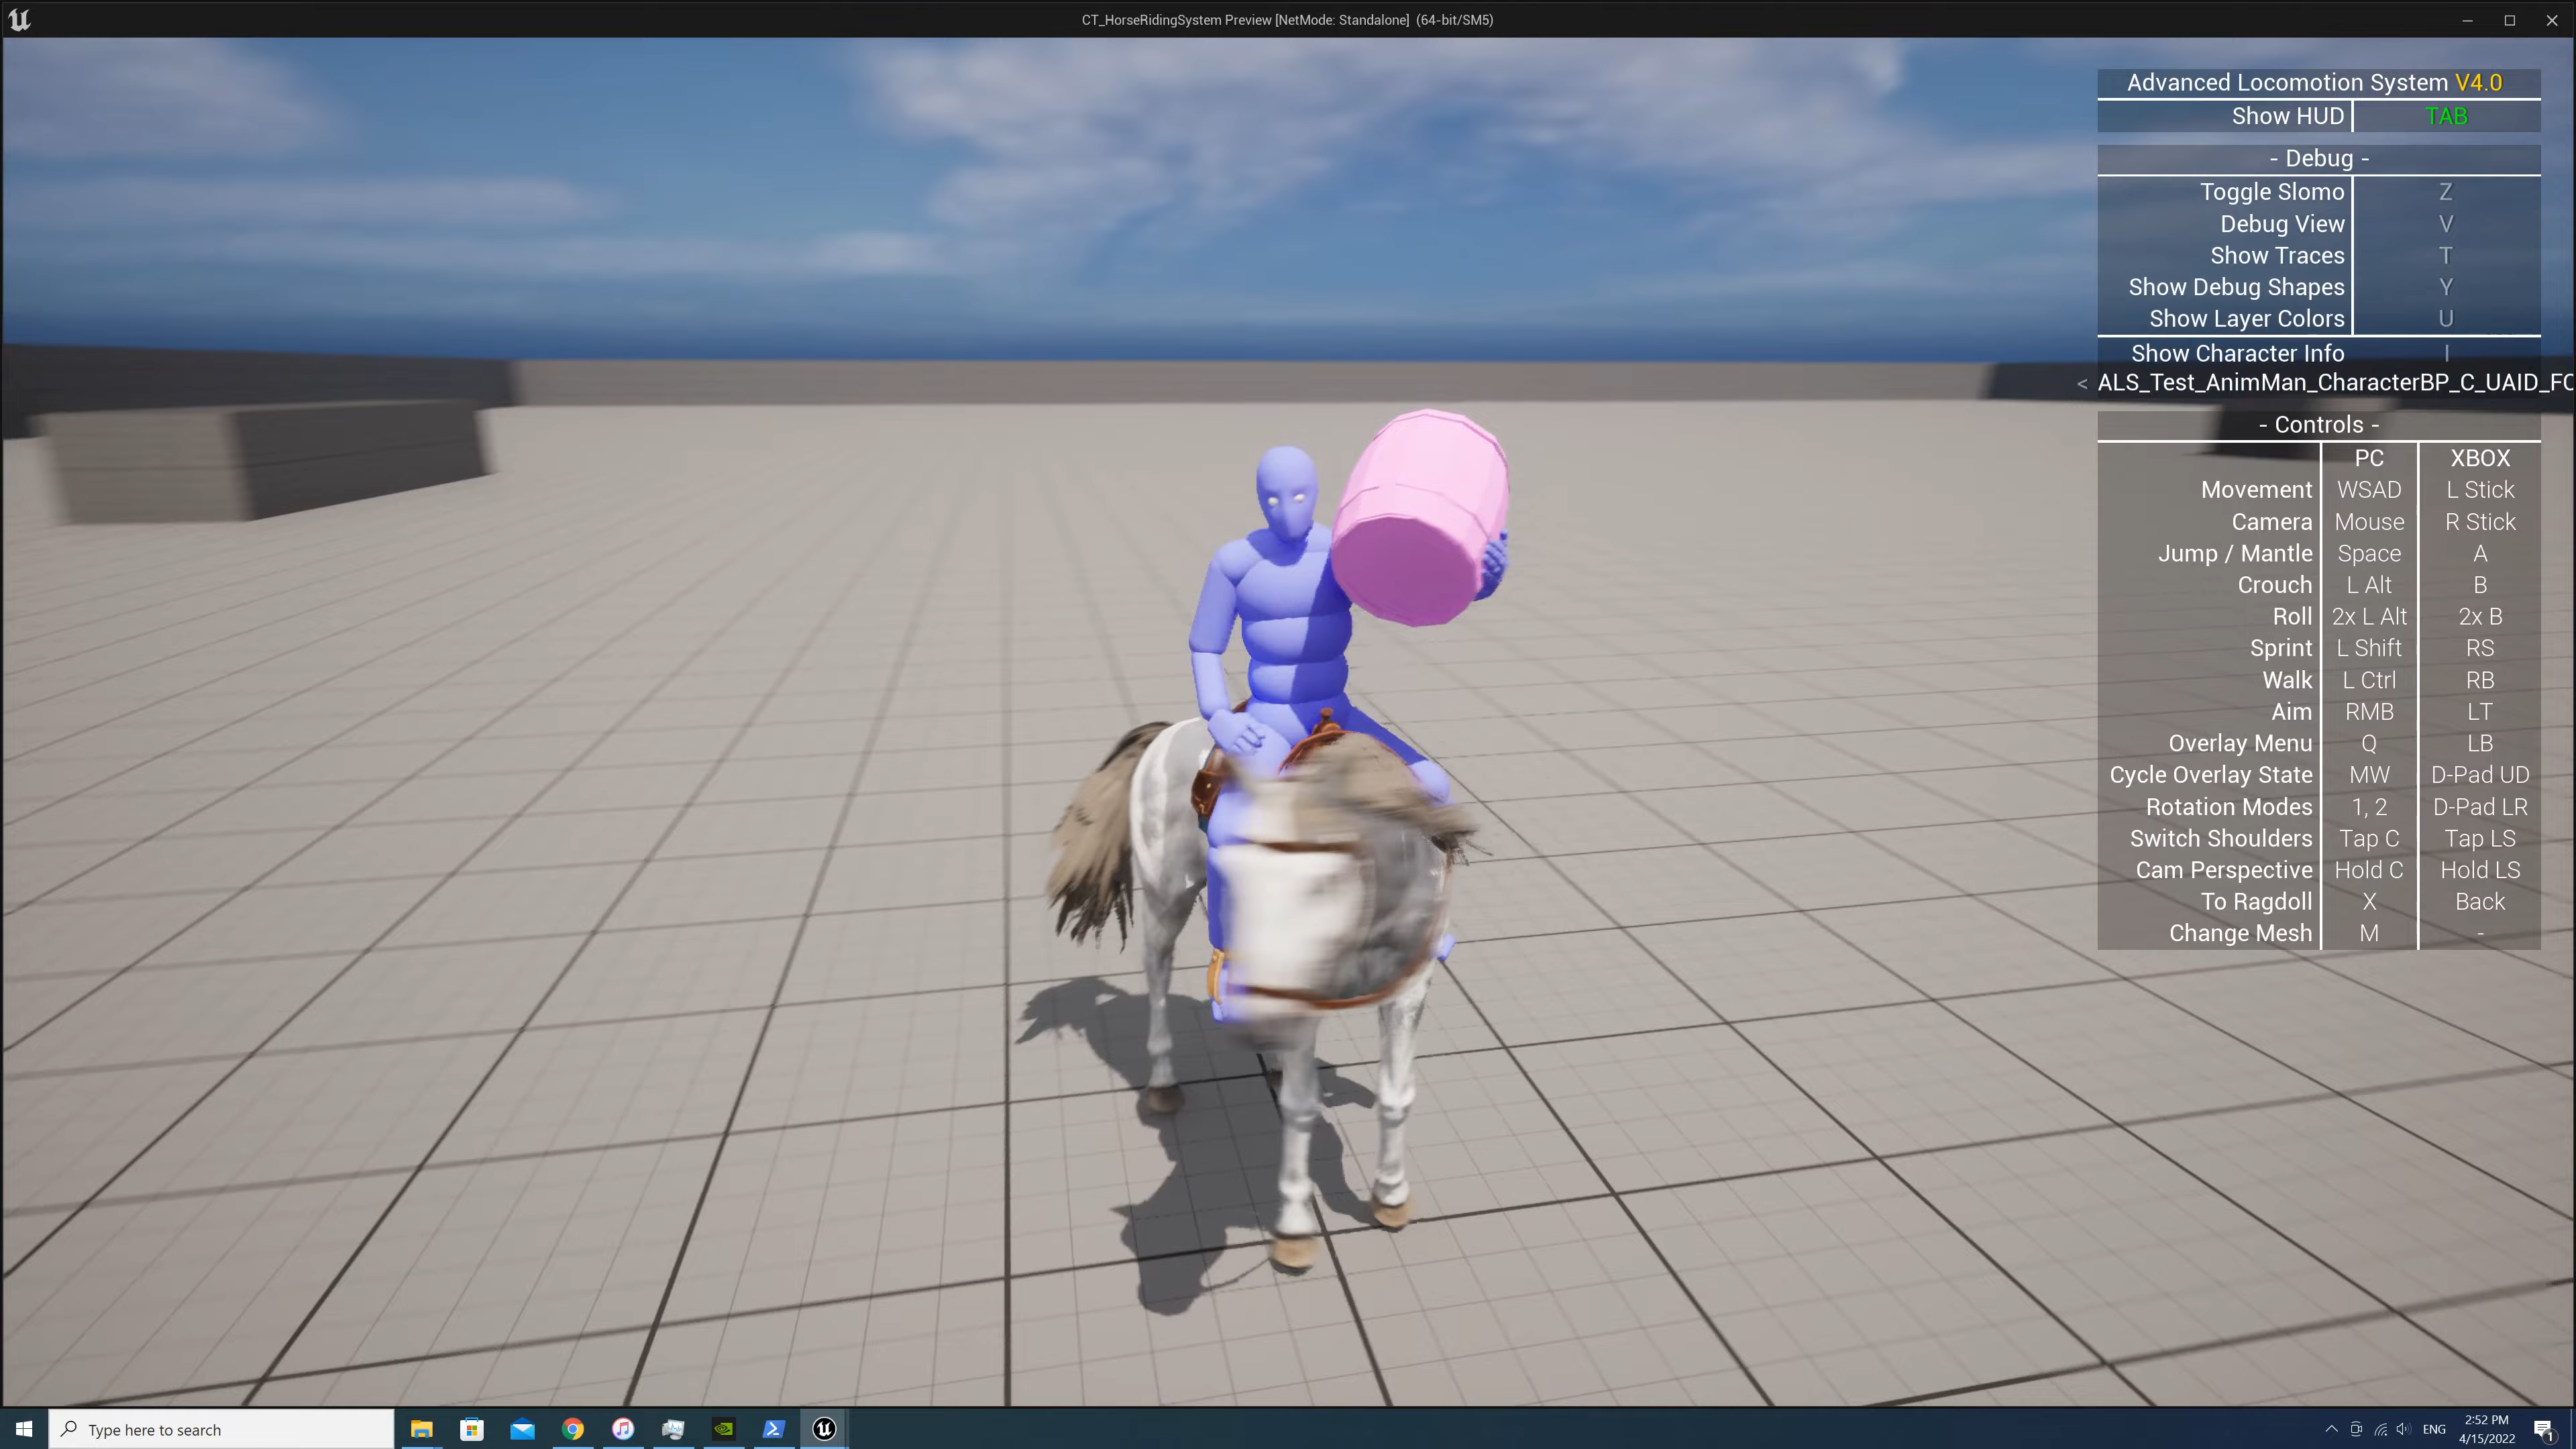 CT_HorseRidingSystem Preview [NetMode: Standalone] (64-bit/SM5)
Advanced Locomotion System V4.0
Show HUD TAB
- Debug -
Toggle Slomo Z
Debug View V
Show Traces T
Show Debug Shapes Y
Show Layer Colors U
Show Character Info I
< ALS_Test_AnimMan_CharacterBP_C_UAID_FC
- Controls -
PC XBOX
Movement WSAD L Stick
Camera Mouse R Stick
Jump / Mantle Space A
Crouch L Alt B
Roll 2x L Alt 2x B
Sprint L Shift RS
Walk L Ctrl RB
Aim RMB LT
Overlay Menu Q LB
Cycle Overlay State MW D-Pad UD
Rotation Modes 1, 2 D-Pad LR
Switch Shoulders Tap C Tap LS
Cam Perspective Hold C Hold LS
To Ragdoll X Back
Change Mesh M -
Type here to search
ENG
2:52 PM
4/15/2022
1